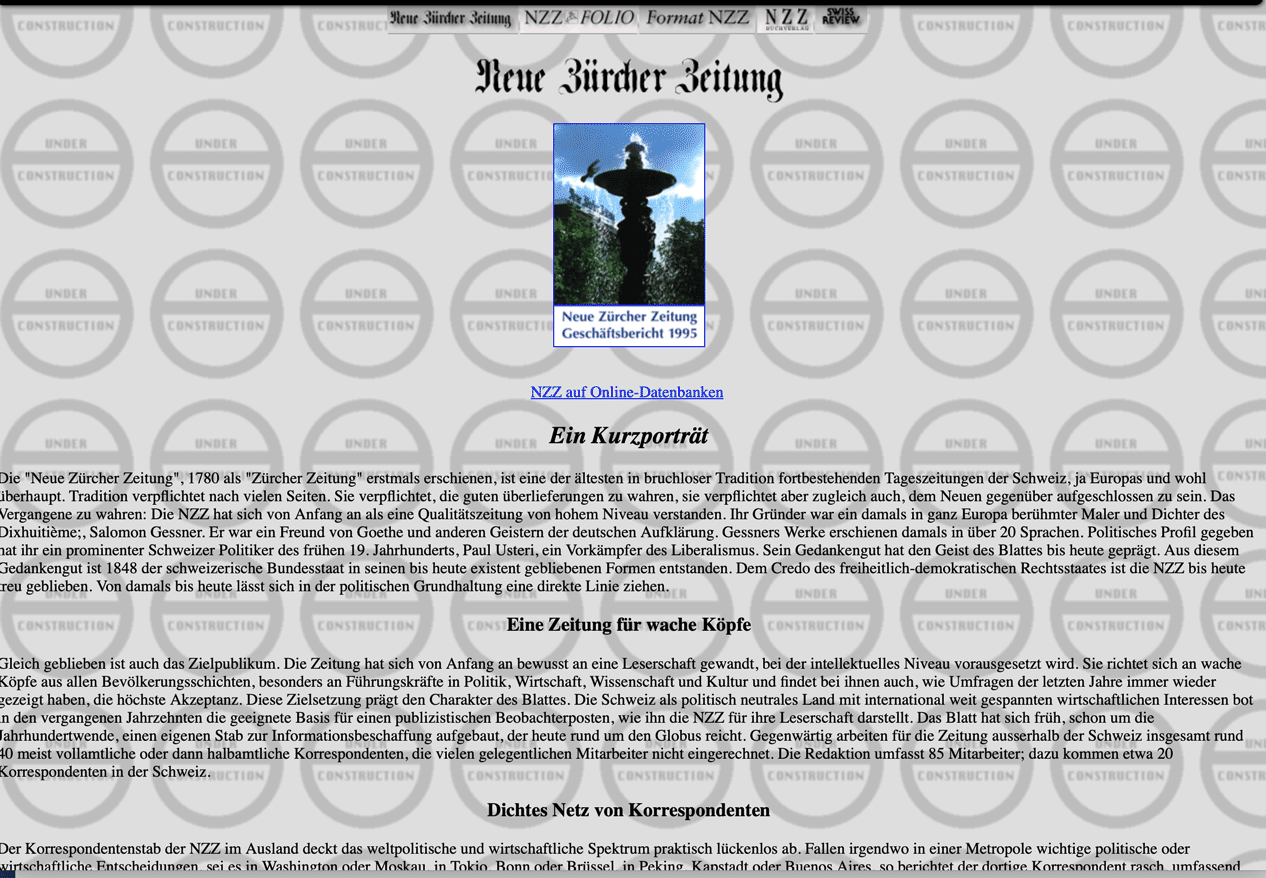 Neue Zürcher Zeitung NZZ FOLIO Format NZZ NZZ BUCHVERLAG SWISS REVIEW
Neue Zürcher Zeitung
Neue Zürcher Zeitung
Geschäftsbericht 1995
NZZ auf Online-Datenbanken
Ein Kurzporträt
Die "Neue Zürcher Zeitung", 1780 als "Zürcher Zeitung" erstmals erschienen, ist eine der ältesten in bruchloser Tradition fortbestehenden Tageszeitungen der Schweiz, ja Europas und wohl
überhaupt. Tradition verpflichtet nach vielen Seiten. Sie verpflichtet, die guten überlieferungen zu wahren, sie verpflichtet aber zugleich auch, dem Neuen gegenüber aufgeschlossen zu sein. Das
Vergangene zu wahren: Die NZZ hat sich von Anfang an als eine Qualitätszeitung von hohem Niveau verstanden. Ihr Gründer war ein damals in ganz Europa berühmter Maler und Dichter des
Dixhuitième;, Salomon Gessner. Er war ein Freund von Goethe und anderen Geistern der deutschen Aufklärung. Gessners Werke erschienen damals in über 20 Sprachen. Politisches Profil gegeben
hat ihr ein prominenter Schweizer Politiker des frühen 19. Jahrhunderts, Paul Usteri, ein Vorkämpfer des Liberalismus. Sein Gedankengut hat den Geist des Blattes bis heute geprägt. Aus diesem
Gedankengut ist 1848 der schweizerische Bundesstaat in seinen bis heute existent gebliebenen Formen entstanden. Dem Credo des freiheitlich-demokratischen Rechtsstaates ist die NZZ bis heute
treu geblieben. Von damals bis heute lässt sich in der politischen Grundhaltung eine direkte Linie ziehen.
Eine Zeitung für wache Köpfe
Gleich geblieben ist auch das Zielpublikum. Die Zeitung hat sich von Anfang an bewusst an eine Leserschaft gewandt, bei der intellektuelles Niveau vorausgesetzt wird. Sie richtet sich an wache
Köpfe aus allen Bevölkerungsschichten, besonders an Führungskräfte in Politik, Wirtschaft, Wissenschaft und Kultur und findet bei ihnen auch, wie Umfragen der letzten Jahre immer wieder
gezeigt haben, die höchste Akzeptanz. Diese Zielsetzung prägt den Charakter des Blattes. Die Schweiz als politisch neutrales Land mit international weit gespannten wirtschaftlichen Interessen bot
in den vergangenen Jahrzehnten die geeignete Basis für einen publizistischen Beobachterposten, wie ihn die NZZ für ihre Leserschaft darstellt. Das Blatt hat sich früh, schon um die
Jahrhundertwende, einen eigenen Stab zur Informationsbeschaffung aufgebaut, der heute rund um den Globus reicht. Gegenwärtig arbeiten für die Zeitung ausserhalb der Schweiz insgesamt rund
40 meist vollamtliche oder dann halbamtliche Korrespondenten, die vielen gelegentlichen Mitarbeiter nicht eingerechnet. Die Redaktion umfasst 85 Mitarbeiter; dazu kommen etwa 20
Korrespondenten in der Schweiz.
Dichtes Netz von Korrespondenten
Der Korrespondentenstab der NZZ im Ausland deckt das weltpolitische und wirtschaftliche Spektrum praktisch lückenlos ab. Fallen irgendwo in einer Metropole wichtige politische oder
wirtschaftliche Entscheidungen, sei es in Washington oder Moskau, in Tokio, Bonn oder Brüssel, in Peking, Kapstadt oder Buenos Aires, so berichtet der dortige Korrespondent rasch, umfassend
UNDER
CONSTRUCTION